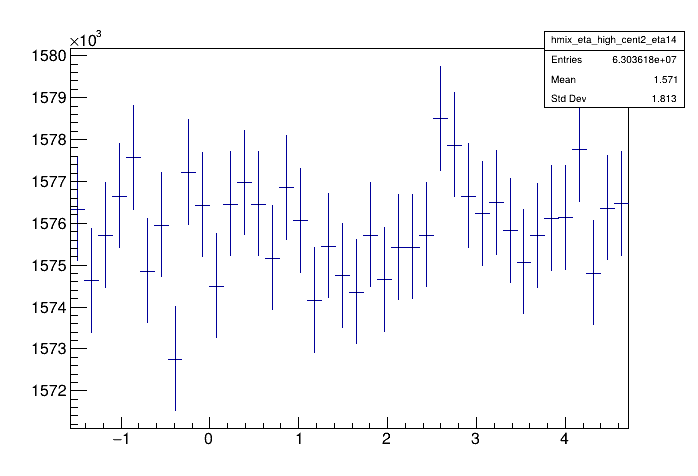 ×10³
hmix_eta_high_cent2_eta14
Entries 6.303618e+07
Mean 1.571
Std Dev 1.813
1580
1579
1578
1577
1576
1575
1574
1573
1572
−1 0 1 2 3 4